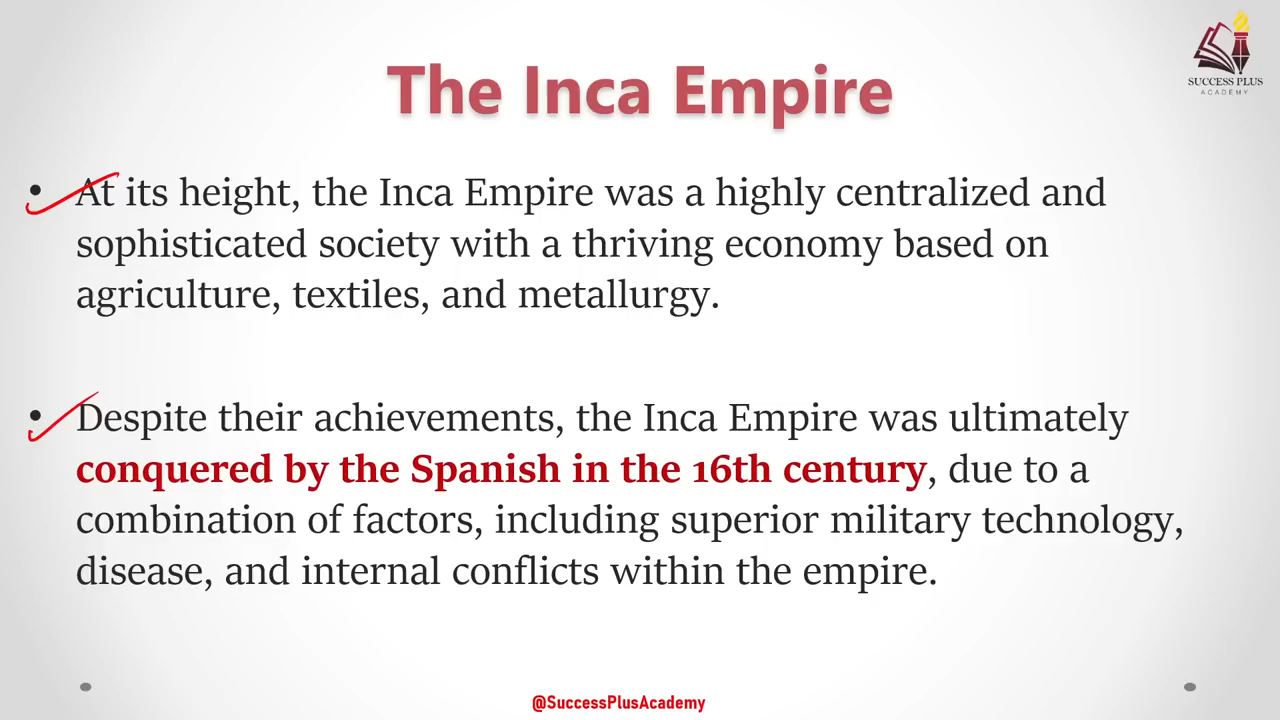 SUCCESS PLUS
ACADEMY
The Inca Empire
• At its height, the Inca Empire was a highly centralized and
sophisticated society with a thriving economy based on
agriculture, textiles, and metallurgy.
• Despite their achievements, the Inca Empire was ultimately
conquered by the Spanish in the 16th century, due to a
combination of factors, including superior military technology,
disease, and internal conflicts within the empire.
@SuccessPlusAcademy